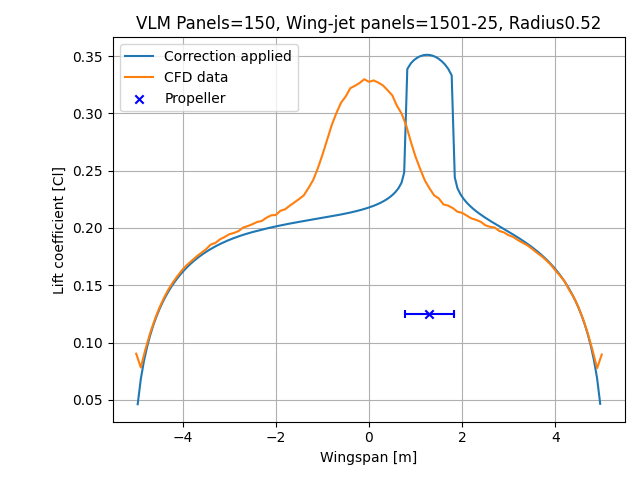 VLM Panels=150, Wing-jet panels=1501-25, Radius0.52
Correction applied
CFD data
Propeller
Lift coefficient [Cl]
0.35
0.30
0.25
0.20
0.15
0.10
0.05
−4
−2
0
2
4
Wingspan [m]